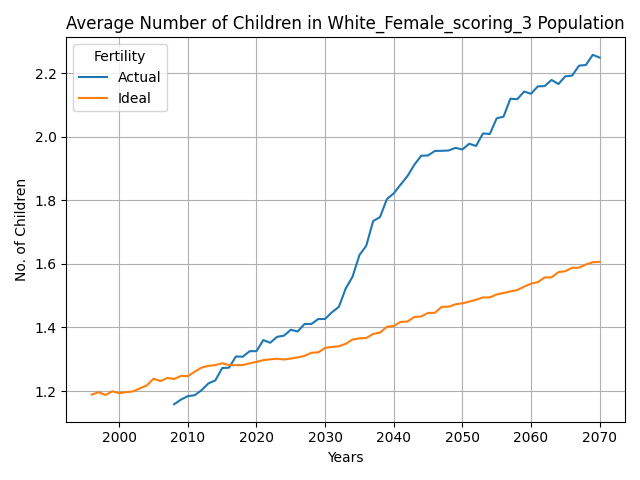 Average Number of Children in White_Female_scoring_3 Population
Fertility
Actual
Ideal
No. of Children
2.2
2.0
1.8
1.6
1.4
1.2
2000 2010 2020 2030 2040 2050 2060 2070
Years